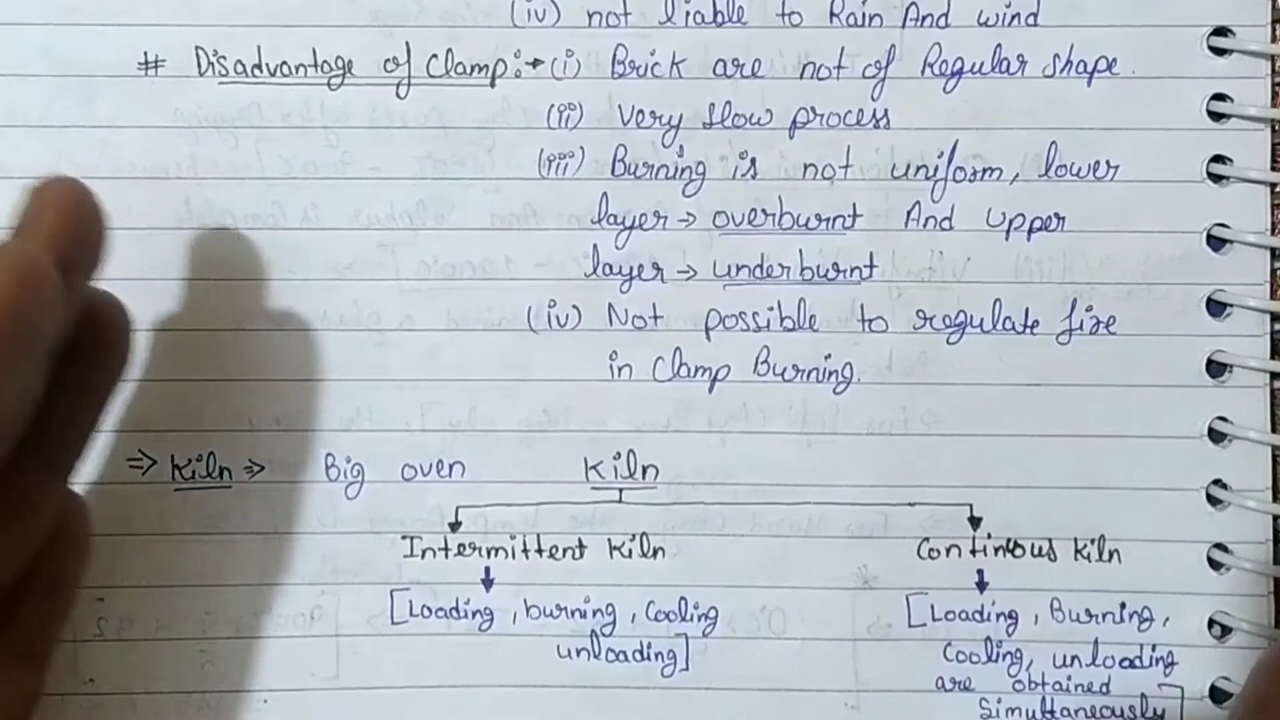 (iv) not liable to Rain And wind
# Disadvantage of Clamp:→ (i) Brick are not of Regular shape.
(ii) Very slow process
(iii) Burning is not uniform, lower
layer → overburnt And Upper
layer → underburnt
(iv) Not possible to regulate fire
in Clamp Burning.
⇒ Kiln ⇒ Big oven Kiln
Intermittent Kiln Continous Kiln
[Loading, burning, Cooling [Loading, Burning,
unloading] Cooling, unloading
are obtained
Simultaneously]